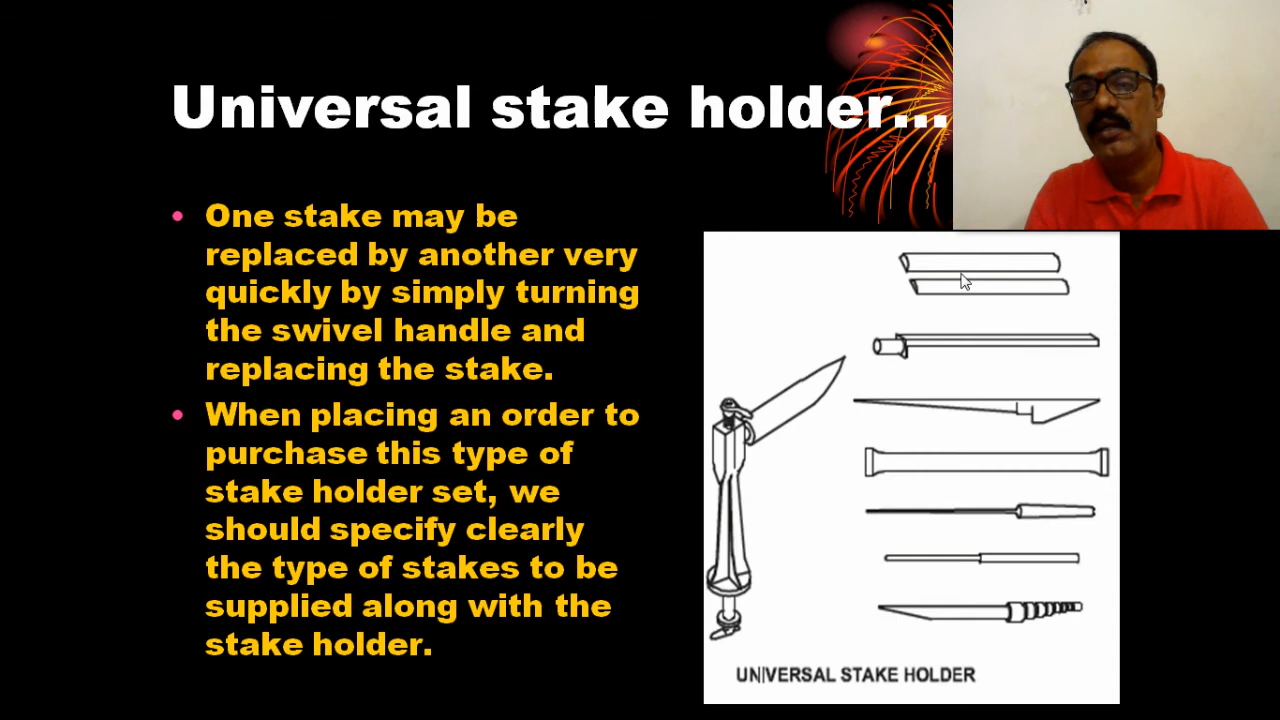 Universal stake holder...
• One stake may be
replaced by another very
quickly by simply turning
the swivel handle and
replacing the stake.
• When placing an order to
purchase this type of
stake holder set, we
should specify clearly
the type of stakes to be
supplied along with the
stake holder.
UNIVERSAL STAKE HOLDER